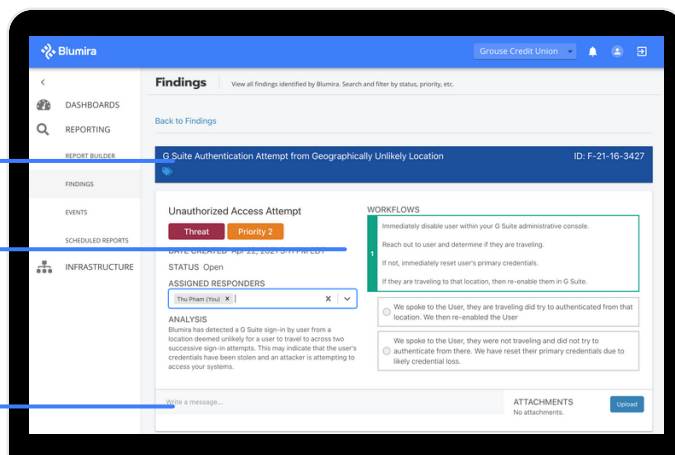 Blumira
Grouse Credit Union
Findings
View all findings identified by Blumira. Search and filter by status, priority, etc.
DASHBOARDS
REPORTING
REPORT BUILDER
FINDINGS
EVENTS
SCHEDULED REPORTS
INFRASTRUCTURE
Back to Findings
G Suite Authentication Attempt from Geographically Unlikely Location
ID: F-21-16-3427
Unauthorized Access Attempt
Threat
Priority 2
DATE CREATED Apr 22, 2021 5:11 PM EDT
STATUS Open
ASSIGNED RESPONDERS
Thu Pham (You) X
X
ANALYSIS
Blumira has detected a G Suite sign-in by user from a
location deemed unlikely for a user to travel to across two
successive sign-in attempts. This may indicate that the user's
credentials have been stolen and an attacker is attempting to
access your systems.
WORKFLOWS
1
Immediately disable user within your G Suite administrative console.
Reach out to user and determine if they are traveling.
If not, immediately reset user's primary credentials.
If they are traveling to that location, then re-enable them in G Suite.
We spoke to the User, they are traveling did try to authenticated from that
location. We then re-enabled the User
We spoke to the User, they were not traveling and did not try to
authenticate from there. We have reset their primary credentials due to
likely credential loss.
Write a message...
ATTACHMENTS
No attachments.
Upload